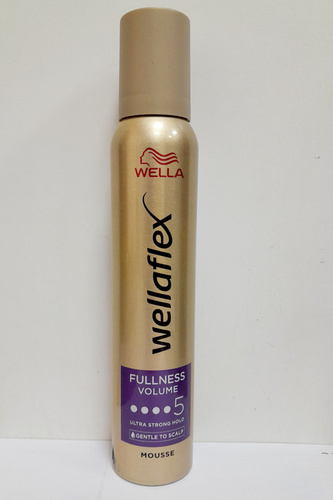 WELLA
wellaflex
FULLNESS
VOLUME
5
ULTRA STRONG HOLD
GENTLE TO SCALP
MOUSSE